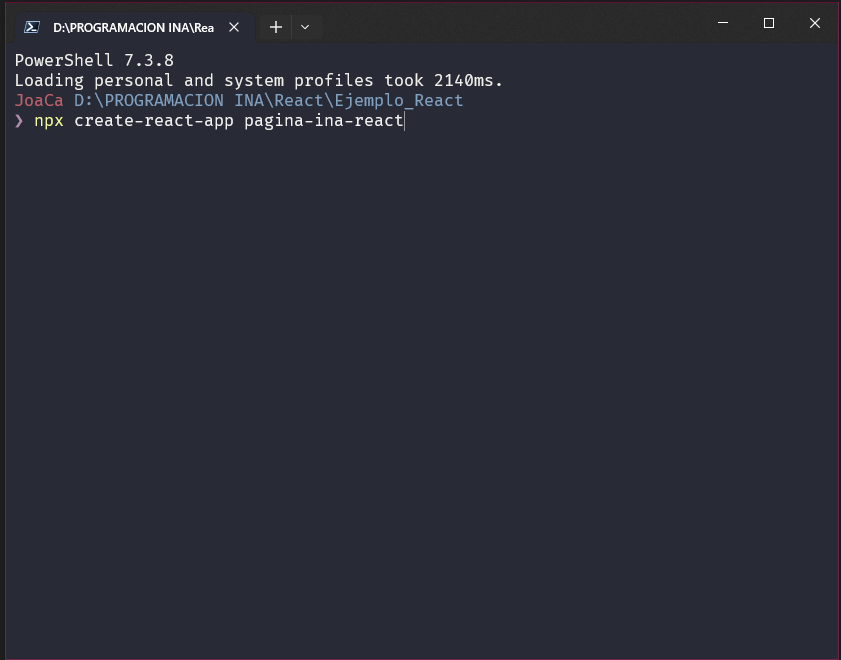 D:\PROGRAMACION INA\Rea
PowerShell 7.3.8
Loading personal and system profiles took 2140ms.
JoaCa D:\PROGRAMACION INA\React\Ejemplo_React
❯ npx create-react-app pagina-ina-react